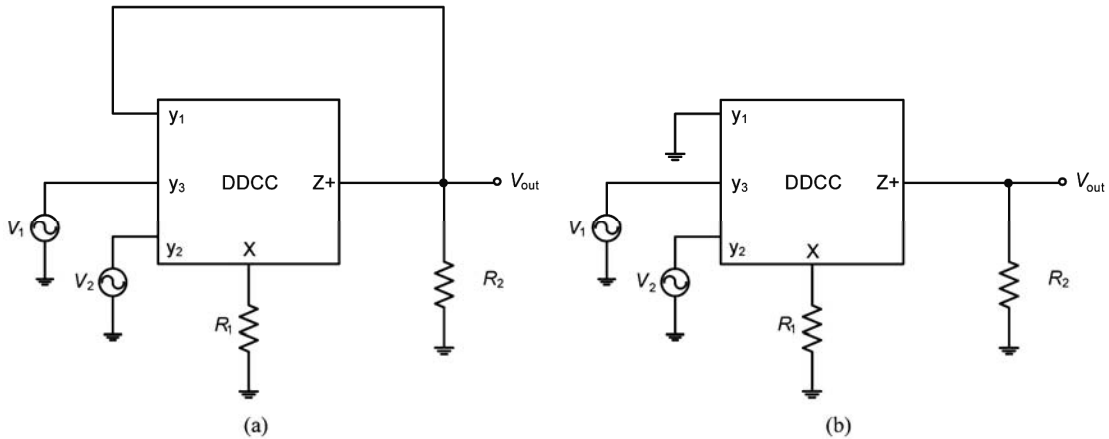 y1
y3
DDCC
Z+
Vout
V1
y2
X
V2
R1
R2
(a)
y1
y3
DDCC
Z+
Vout
V1
y2
X
V2
R1
R2
(b)